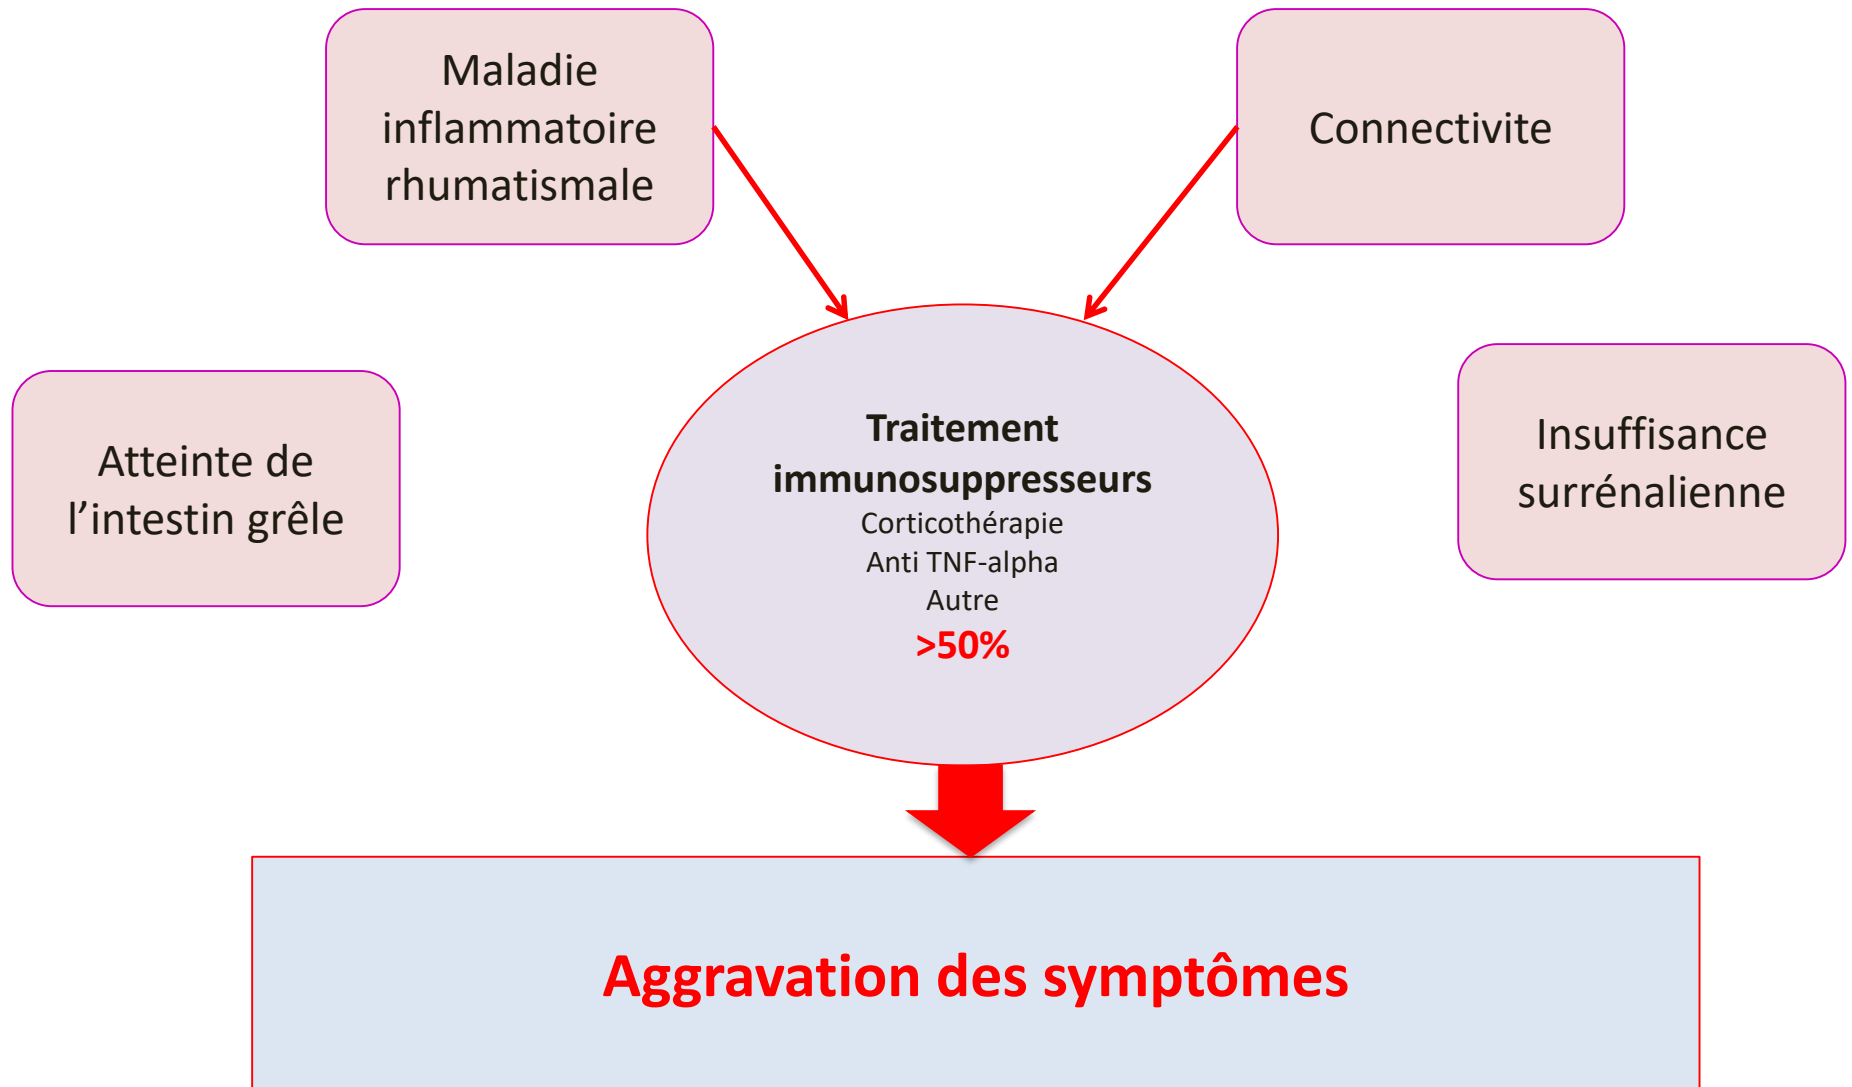 Maladie
inflammatoire
rhumatismale
Connectivite
Atteinte de
l’intestin grêle
Traitement
immunosuppresseurs
Corticothérapie
Anti TNF-alpha
Autre
>50%
Insuffisance
surrénalienne
Aggravation des symptômes